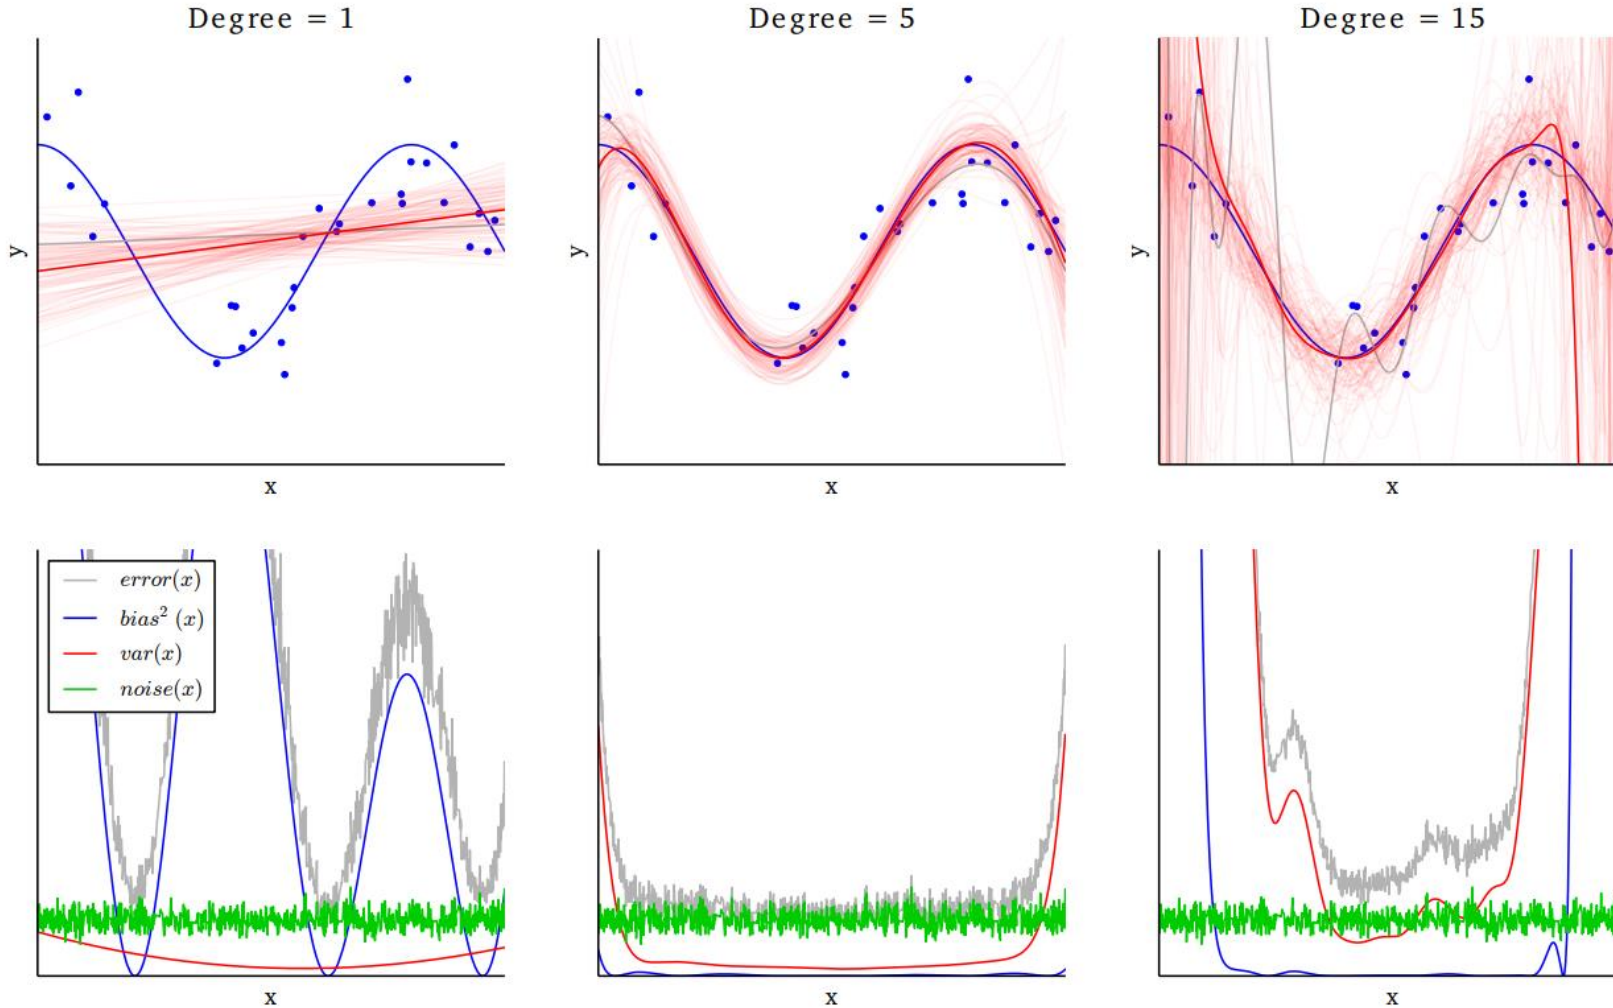 Degree = 1
Degree = 5
Degree = 15
y
y
y
x
x
x
error(x)
bias² (x)
var(x)
noise(x)
x
x
x